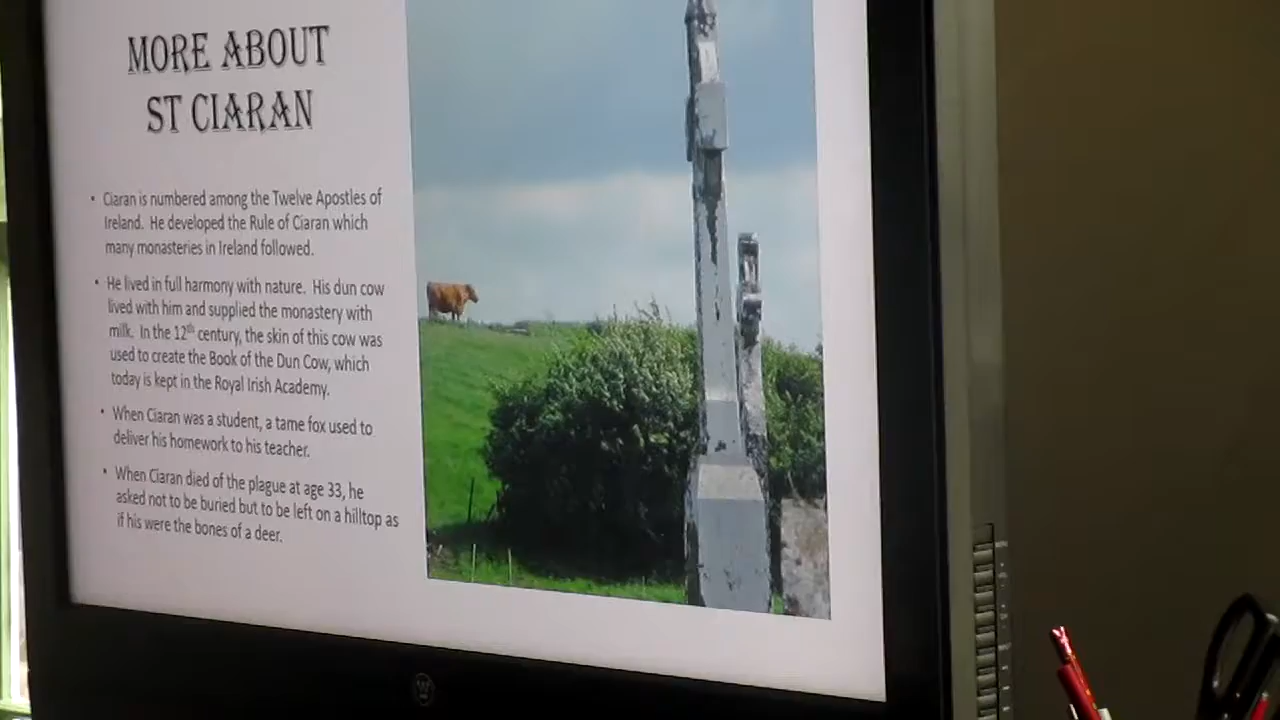 MORE ABOUT
ST CIARAN
• Ciaran is numbered among the Twelve Apostles of
Ireland. He developed the Rule of Ciaran which
many monasteries in Ireland followed.
• He lived in full harmony with nature. His dun cow
lived with him and supplied the monastery with
milk. In the 12th century, the skin of this cow was
used to create the Book of the Dun Cow, which
today is kept in the Royal Irish Academy.
• When Ciaran was a student, a tame fox used to
deliver his homework to his teacher.
• When Ciaran died of the plague at age 33, he
asked not to be buried but to be left on a hilltop as
if his were the bones of a deer.
W